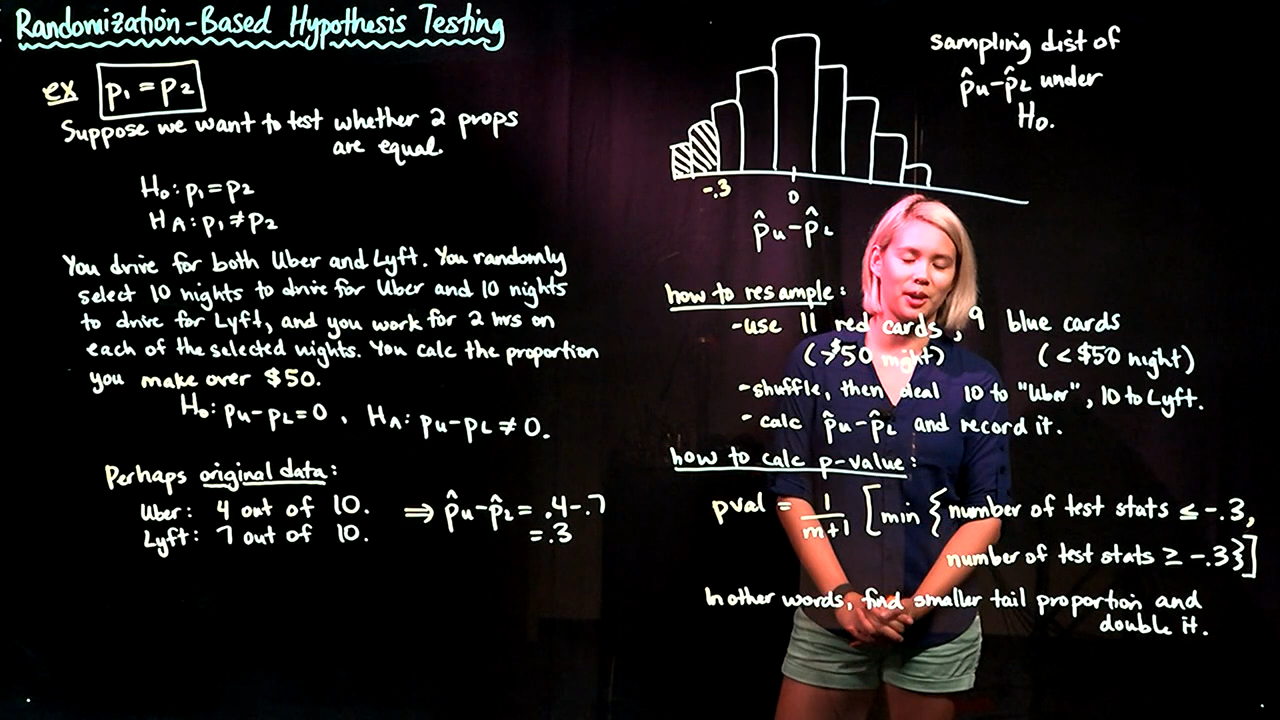 Randomization-Based Hypothesis Testing
ex p₁ = p₂
Suppose we want to test whether 2 props
are equal.
H₀: p₁ = p₂
HA: p₁ ≠ p₂
You drive for both Uber and Lyft. You randomly
select 10 nights to drive for Uber and 10 nights
to drive for Lyft, and you work for 2 hrs on
each of the selected nights. You calc the proportion
you make over $50.
H₀: pu-pL=0, HA: pu-pL≠0.
Perhaps original data:
Uber: 4 out of 10. ⇒ p̂u-p̂L = .4-.7
Lyft: 7 out of 10. = .3
sampling dist of
p̂u-p̂L under
H₀.
-.3 0
p̂u-p̂L
how to resample:
-use 11 red cards, 9 blue cards
(>$50 night) (<$50 night)
-shuffle, then deal 10 to "Uber", 10 to Lyft.
-calc p̂u-p̂L and record it.
how to calc p-value:
pval = 1/(m+1) [min {number of test stats ≤ -.3,
number of test stats ≥ -.3}]
In other words, find smaller tail proportion and
double it.